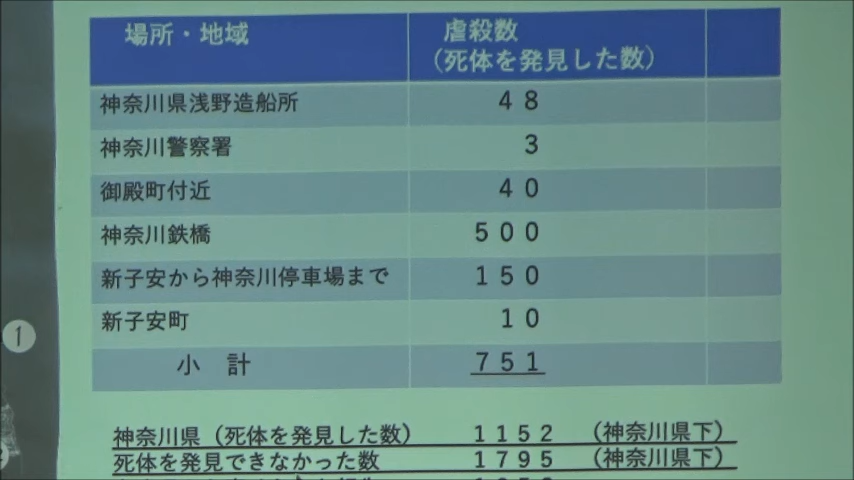 場所・地域 虐殺数
(死体を発見した数)
神奈川県浅野造船所 48
神奈川警察署 3
御殿町付近 40
神奈川鉄橋 500
新子安から神奈川停車場まで 150
新子安町 10
小 計 751
1
神奈川県(死体を発見した数) 1152 (神奈川県下)
死体を発見できなかった数 1795 (神奈川県下)